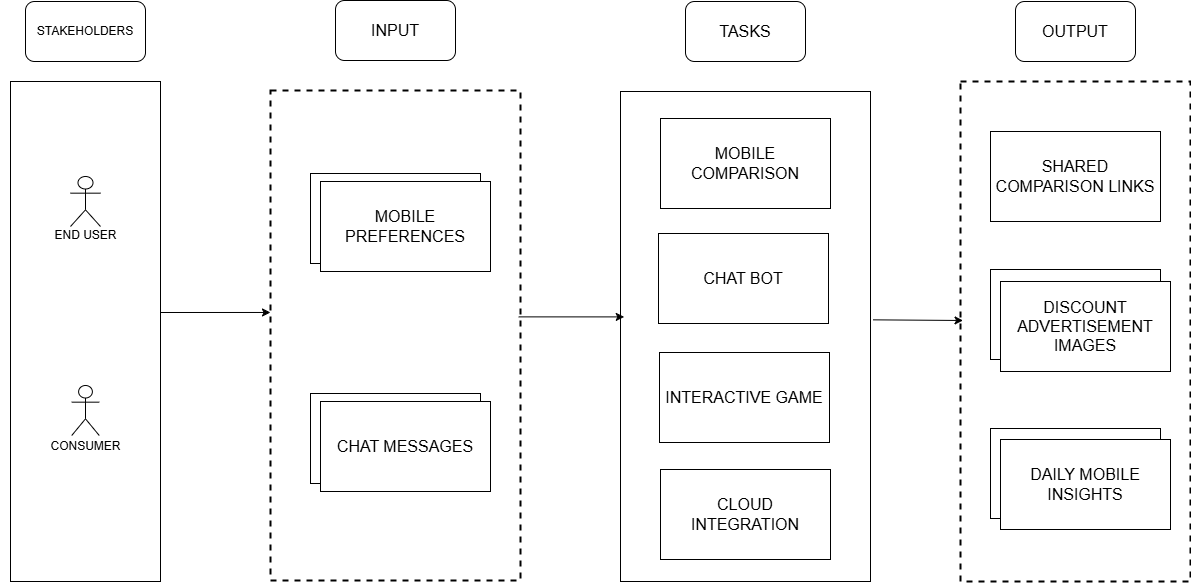 STAKEHOLDERS
INPUT
TASKS
OUTPUT
END USER
CONSUMER
MOBILE
PREFERENCES
CHAT MESSAGES
MOBILE
COMPARISON
CHAT BOT
INTERACTIVE GAME
CLOUD
INTEGRATION
SHARED
COMPARISON LINKS
DISCOUNT
ADVERTISEMENT
IMAGES
DAILY MOBILE
INSIGHTS